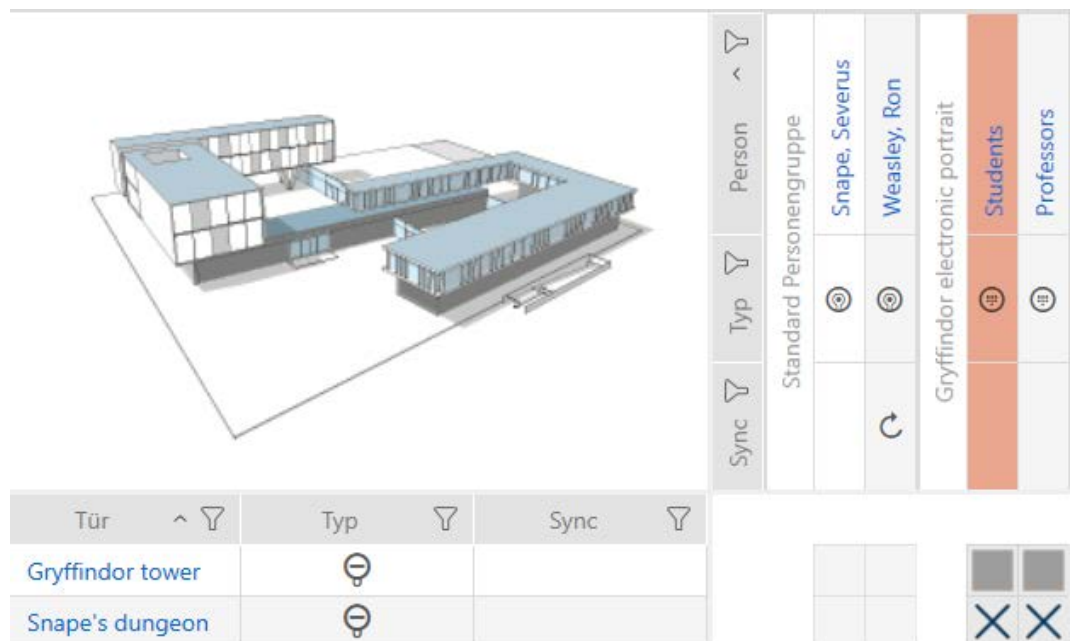 Person
Typ
Sync
Standard Personengruppe
Snape, Severus
Weasley, Ron
Gryffindor electronic portrait
Students
Professors
Tür Typ Sync
Gryffindor tower
Snape's dungeon